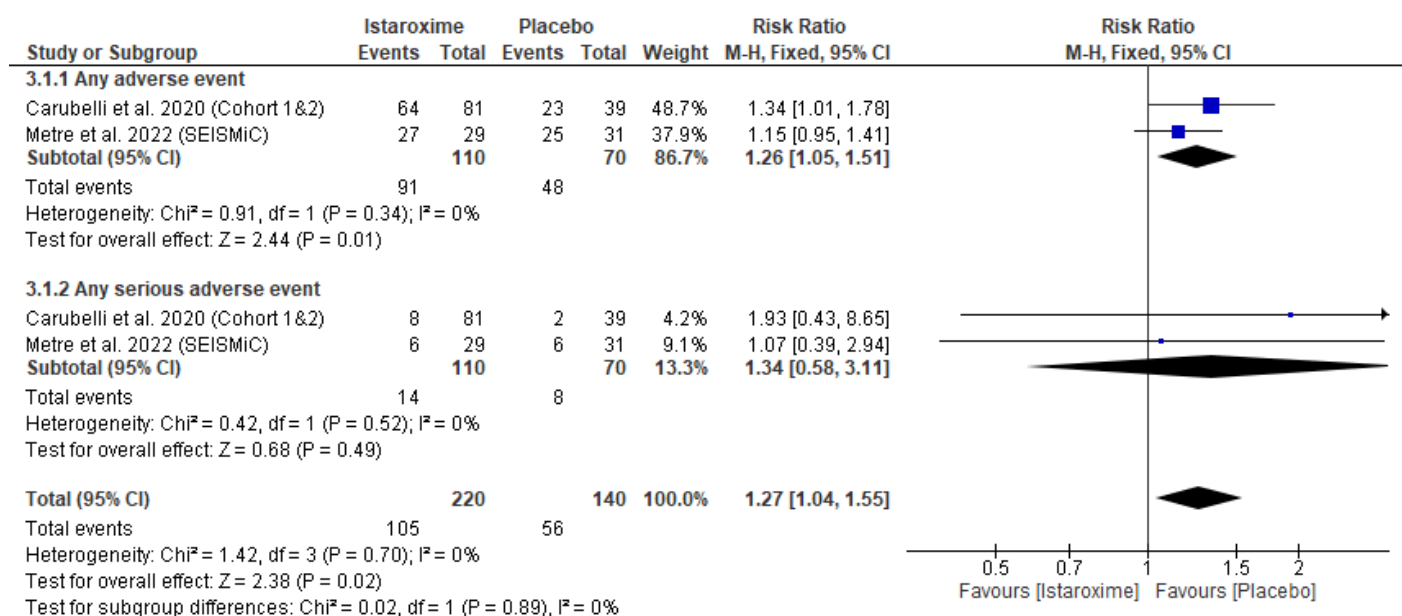 Istaroxime Placebo Risk Ratio Risk Ratio
Study or Subgroup Events Total Events Total Weight M-H, Fixed, 95% CI M-H, Fixed, 95% CI
3.1.1 Any adverse event
Carubelli et al. 2020 (Cohort 1&2) 64 81 23 39 48.7% 1.34 [1.01, 1.78]
Metre et al. 2022 (SEISMiC) 27 29 25 31 37.9% 1.15 [0.95, 1.41]
Subtotal (95% CI) 110 70 86.7% 1.26 [1.05, 1.51]
Total events 91 48
Heterogeneity: Chi² = 0.91, df = 1 (P = 0.34); I² = 0%
Test for overall effect: Z = 2.44 (P = 0.01)
3.1.2 Any serious adverse event
Carubelli et al. 2020 (Cohort 1&2) 8 81 2 39 4.2% 1.93 [0.43, 8.65]
Metre et al. 2022 (SEISMiC) 6 29 6 31 9.1% 1.07 [0.39, 2.94]
Subtotal (95% CI) 110 70 13.3% 1.34 [0.58, 3.11]
Total events 14 8
Heterogeneity: Chi² = 0.42, df = 1 (P = 0.52); I² = 0%
Test for overall effect: Z = 0.68 (P = 0.49)
Total (95% CI) 220 140 100.0% 1.27 [1.04, 1.55]
Total events 105 56
Heterogeneity: Chi² = 1.42, df = 3 (P = 0.70); I² = 0%
Test for overall effect: Z = 2.38 (P = 0.02)
Test for subgroup differences: Chi² = 0.02, df = 1 (P = 0.89), I² = 0%
0.5 0.7 1 1.5 2
Favours [Istaroxime] Favours [Placebo]